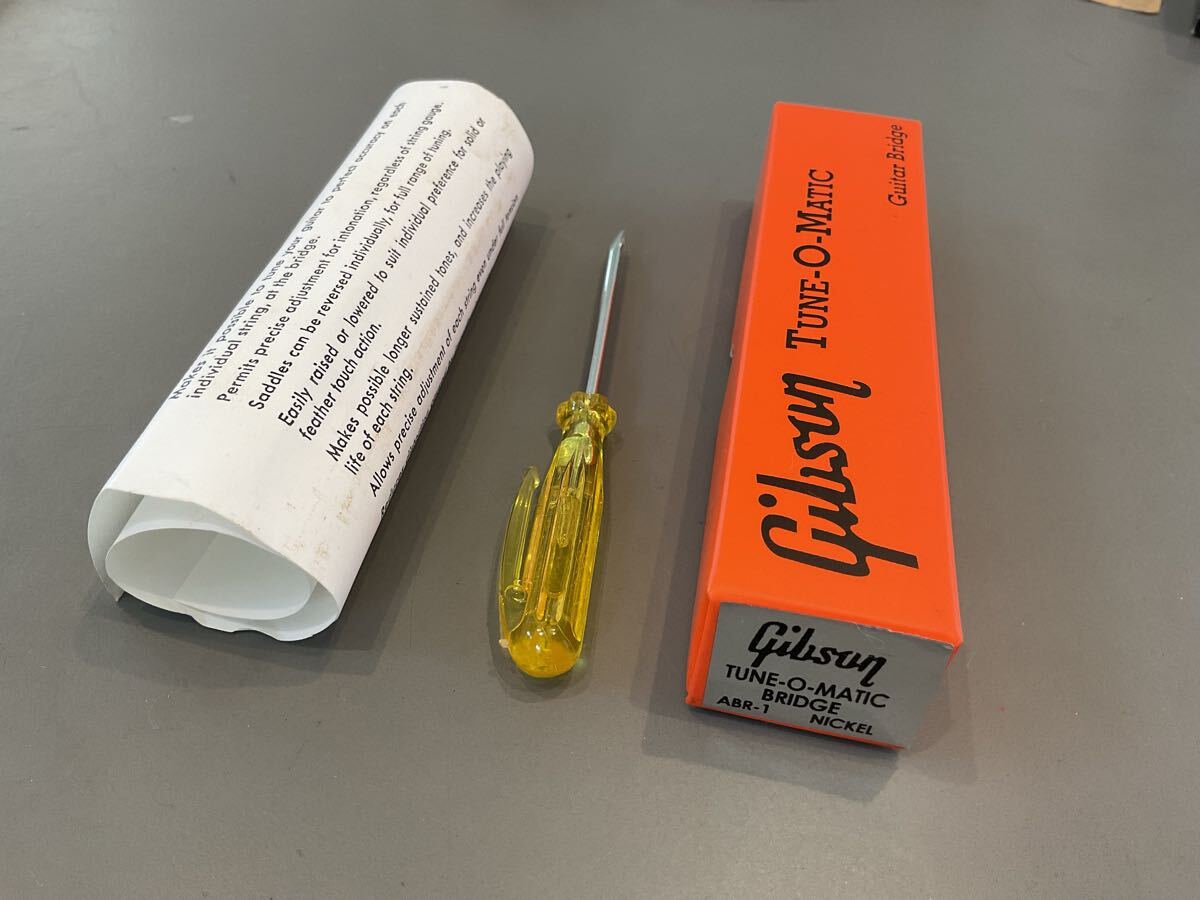 Makes it possible to tune your guitar to perfect accuracy on each
individual string, at the bridge.
Permits precise adjustment for intonation, regardless of string gauge.
Saddles can be reversed individually, for full range of tuning.
Easily raised or lowered to suit individual preference for solid or
feather touch action.
Makes possible longer sustained tones, and increases the playing
life of each string.
Allows precise adjustment of each string even under full tension
Gibson TUNE-O-MATIC
Guitar Bridge
Gibson
TUNE-O-MATIC
BRIDGE
ABR-1 NICKEL